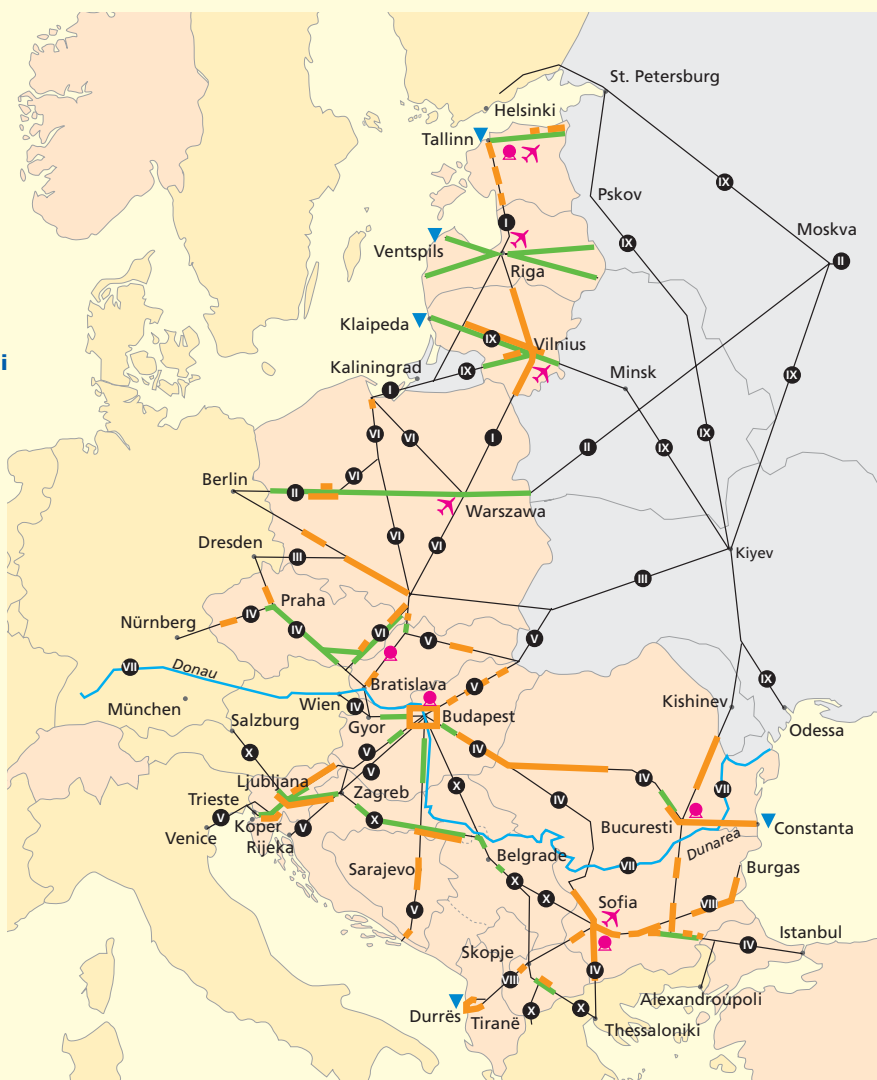 St. Petersburg
Helsinki
Tallinn
IX
Pskov
I
Moskva
IX
II
Ventspils
Riga
Klaipeda
IX
Vilnius
i
Kaliningrad
IX
Minsk
IX
I
VI
VI
I
IX
IX
II
VI
Berlin
II
Warszawa
VI
VI
Dresden
III
Kiyev
III
Praha
IV
Nürnberg
IV
VI
V
V
VII
Donau
Bratislava
V
IX
München
Wien
IV
Kishinev
Gyor
Budapest
Odessa
Salzburg
X
V
IV
V
IV
VII
Ljubljana
X
Zagreb
IV
Trieste
V
Koper
V
X
Bucuresti
Constanta
Venice
Rijeka
Dunarea
Belgrade
VII
Sarajevo
Burgas
X
X
V
Sofia
VIII
Istanbul
IV
Skopje
IV
VIII
Alexandroúpoli
Durrës
Tiranë
X
X
Thessaloniki